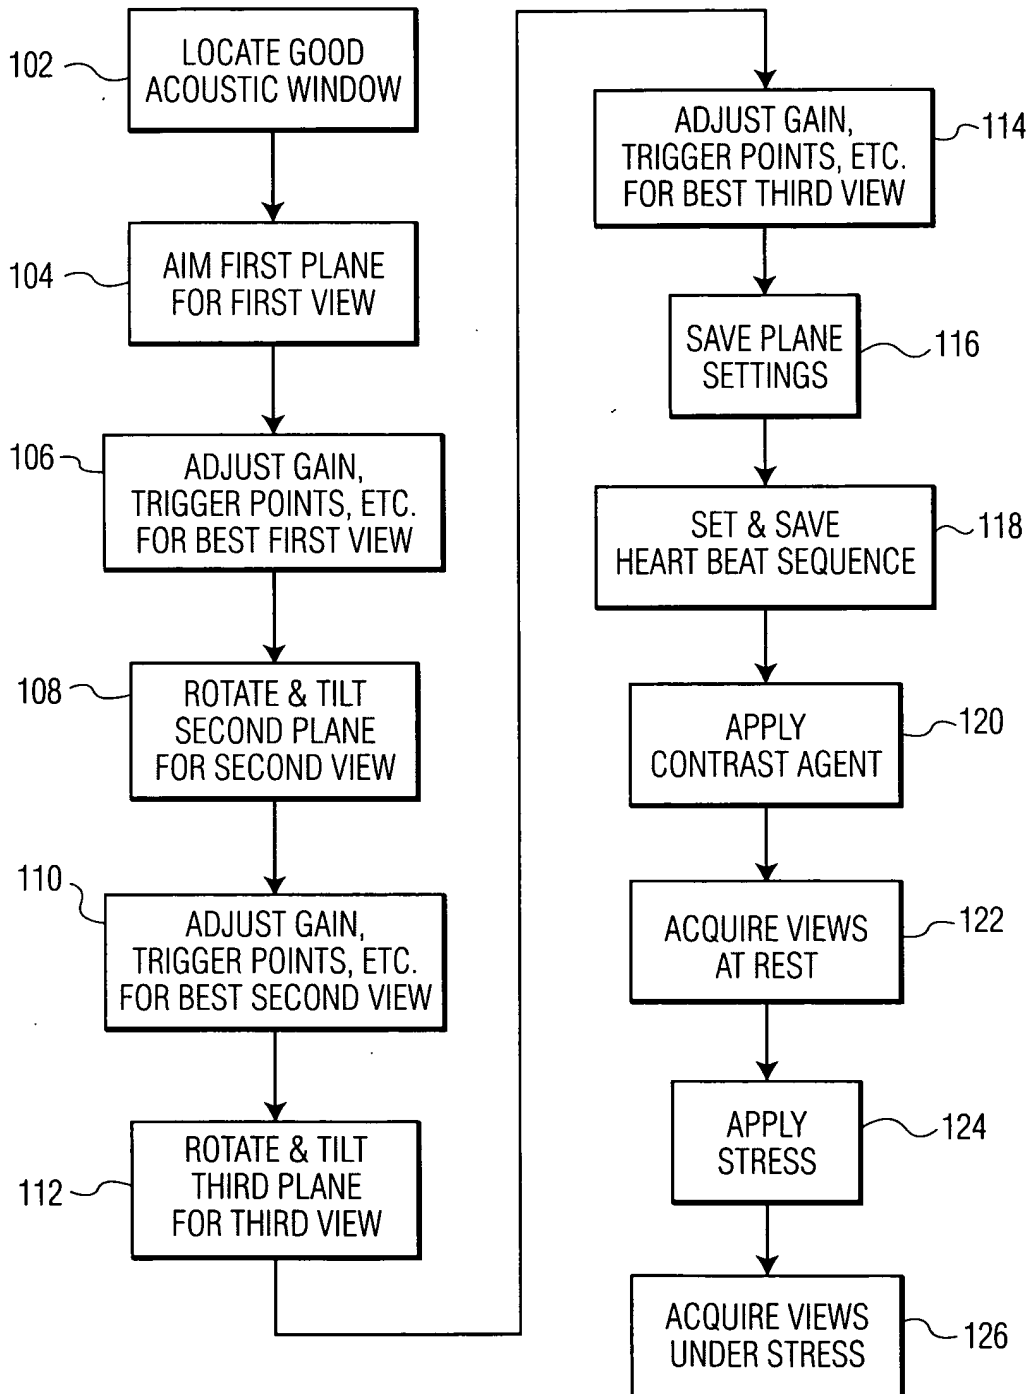 102
LOCATE GOOD
ACOUSTIC WINDOW
104
AIM FIRST PLANE
FOR FIRST VIEW
106
ADJUST GAIN,
TRIGGER POINTS, ETC.
FOR BEST FIRST VIEW
108
ROTATE & TILT
SECOND PLANE
FOR SECOND VIEW
110
ADJUST GAIN,
TRIGGER POINTS, ETC.
FOR BEST SECOND VIEW
112
ROTATE & TILT
THIRD PLANE
FOR THIRD VIEW
ADJUST GAIN,
TRIGGER POINTS, ETC.
FOR BEST THIRD VIEW
114
SAVE PLANE
SETTINGS
116
SET & SAVE
HEART BEAT SEQUENCE
118
APPLY
CONTRAST AGENT
120
ACQUIRE VIEWS
AT REST
122
APPLY
STRESS
124
ACQUIRE VIEWS
UNDER STRESS
126